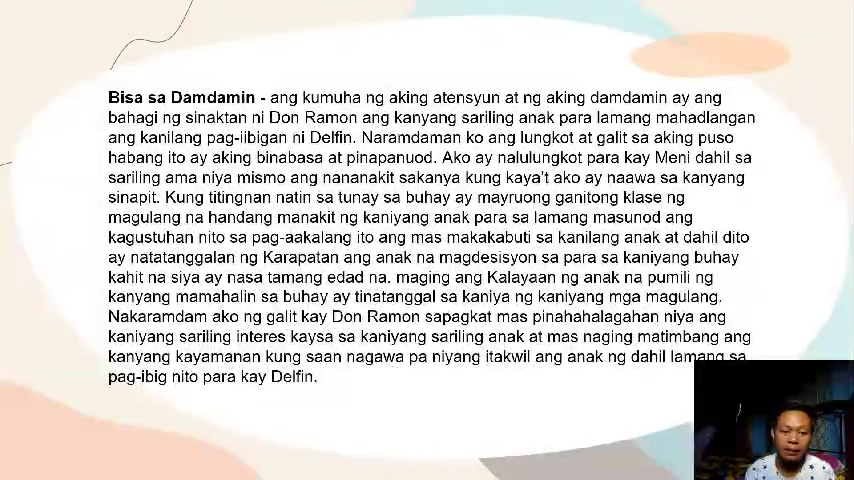 Bisa sa Damdamin - ang kumuha ng aking atensyun at ng aking damdamin ay ang
bahagi ng sinaktan ni Don Ramon ang kanyang sariling anak para lamang mahadlangan
ang kanilang pag-iibigan ni Delfin. Naramdaman ko ang lungkot at galit sa aking puso
habang ito ay aking binabasa at pinapanuod. Ako ay nalulungkot para kay Meni dahil sa
sariling ama niya mismo ang nananakit sakanya kung kaya't ako ay naawa sa kanyang
sinapit. Kung titingnan natin sa tunay sa buhay ay mayruong ganitong klase ng
magulang na handang manakit ng kaniyang anak para sa lamang masunod ang
kagustuhan nito sa pag-aakalang ito ang mas makakabuti sa kanilang anak at dahil dito
ay natatanggalan ng Karapatan ang anak na magdesisyon sa para sa kaniyang buhay
kahit na siya ay nasa tamang edad na. maging ang Kalayaan ng anak na pumili ng
kanyang mamahalin sa buhay ay tinatanggal sa kaniya ng kaniyang mga magulang.
Nakaramdam ako ng galit kay Don Ramon sapagkat mas pinahahalagahan niya ang
kaniyang sariling interes kaysa sa kaniyang sariling anak at mas naging matimbang ang
kanyang kayamanan kung saan nagawa pa niyang itakwil ang anak ng dahil lamang sa
pag-ibig nito para kay Delfin.